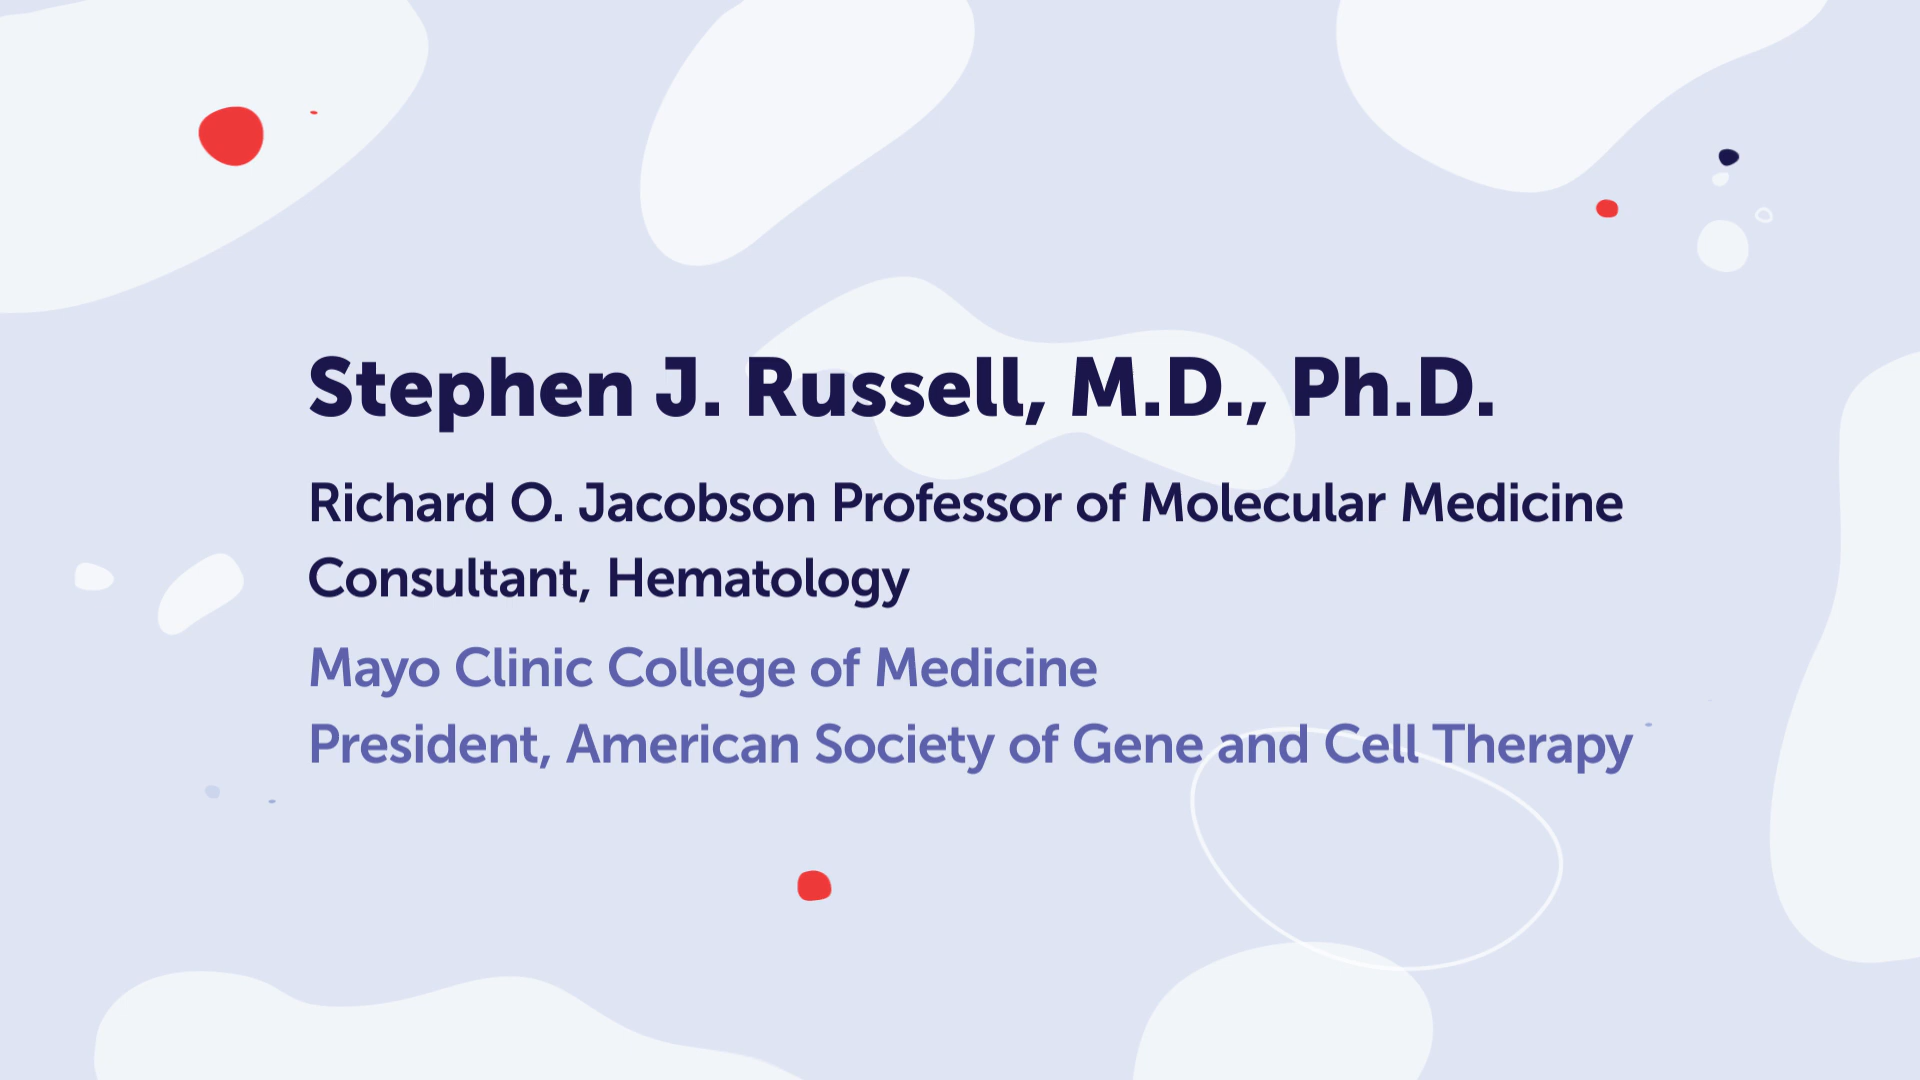 Stephen J. Russell, M.D., Ph.D.
Richard O. Jacobson Professor of Molecular Medicine
Consultant, Hematology
Mayo Clinic College of Medicine
President, American Society of Gene and Cell Therapy